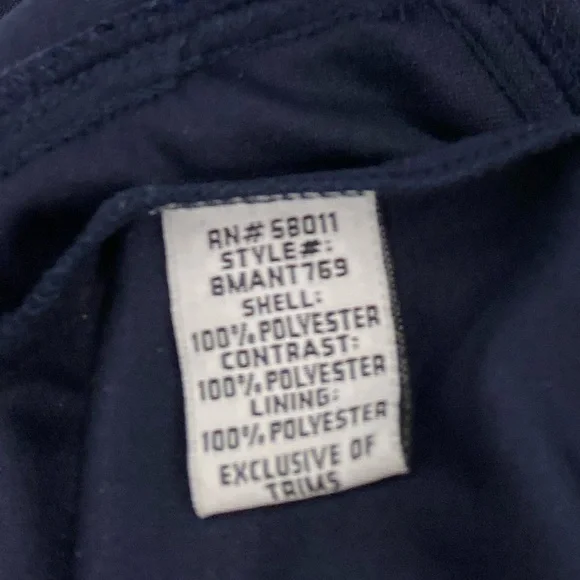 RN# 58011
STYLE#:
8MANT769
SHELL:
100% POLYESTER
CONTRAST:
100% POLYESTER
LINING:
100% POLYESTER
EXCLUSIVE OF
TRIMS